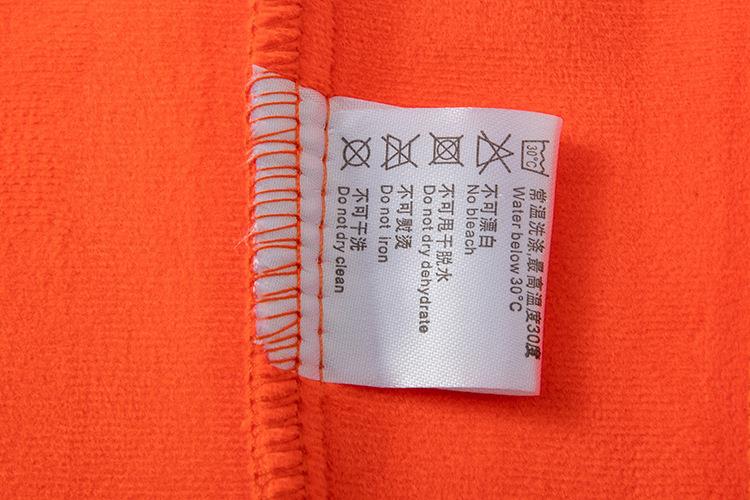 30°C
常温洗涤,最高温度30度
Water below 30°C
不可漂白
No bleach
不可甩干脱水
Do not dry dehydrate
不可熨烫
Do not iron
不可干洗
Do not dry clean